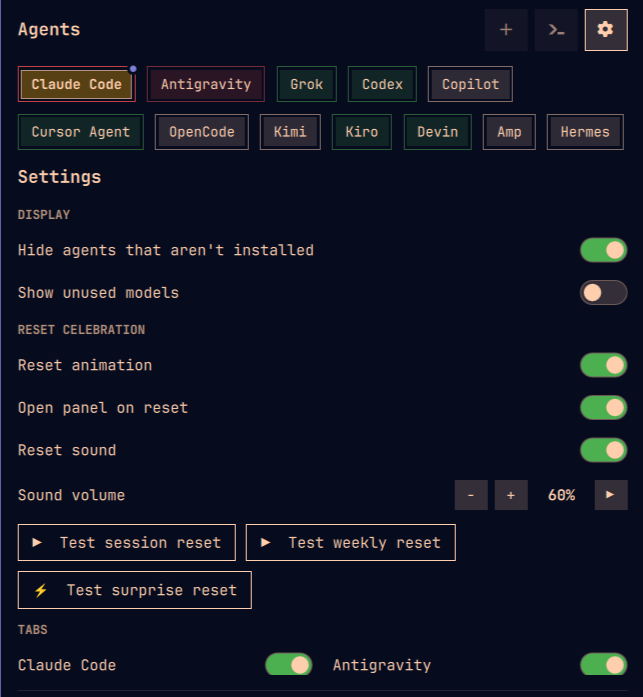 Agents
Claude Code Antigravity Grok Codex Copilot
Cursor Agent OpenCode Kimi Kiro Devin Amp Hermes
Settings
DISPLAY
Hide agents that aren't installed
Show unused models
RESET CELEBRATION
Reset animation
Open panel on reset
Reset sound
Sound volume - + 60%
Test session reset Test weekly reset
Test surprise reset
TABS
Claude Code Antigravity